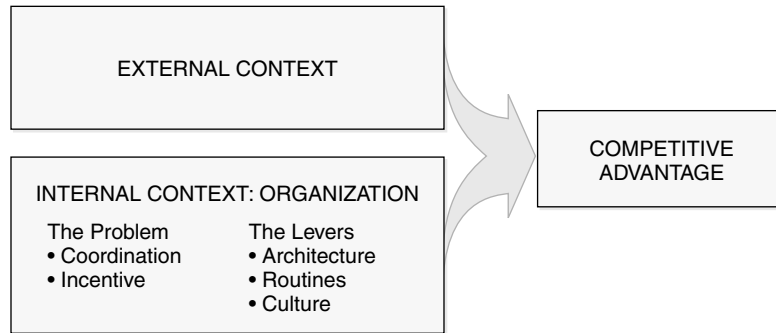 EXTERNAL CONTEXT
INTERNAL CONTEXT: ORGANIZATION
The Problem
• Coordination
• Incentive
The Levers
• Architecture
• Routines
• Culture
COMPETITIVE
ADVANTAGE